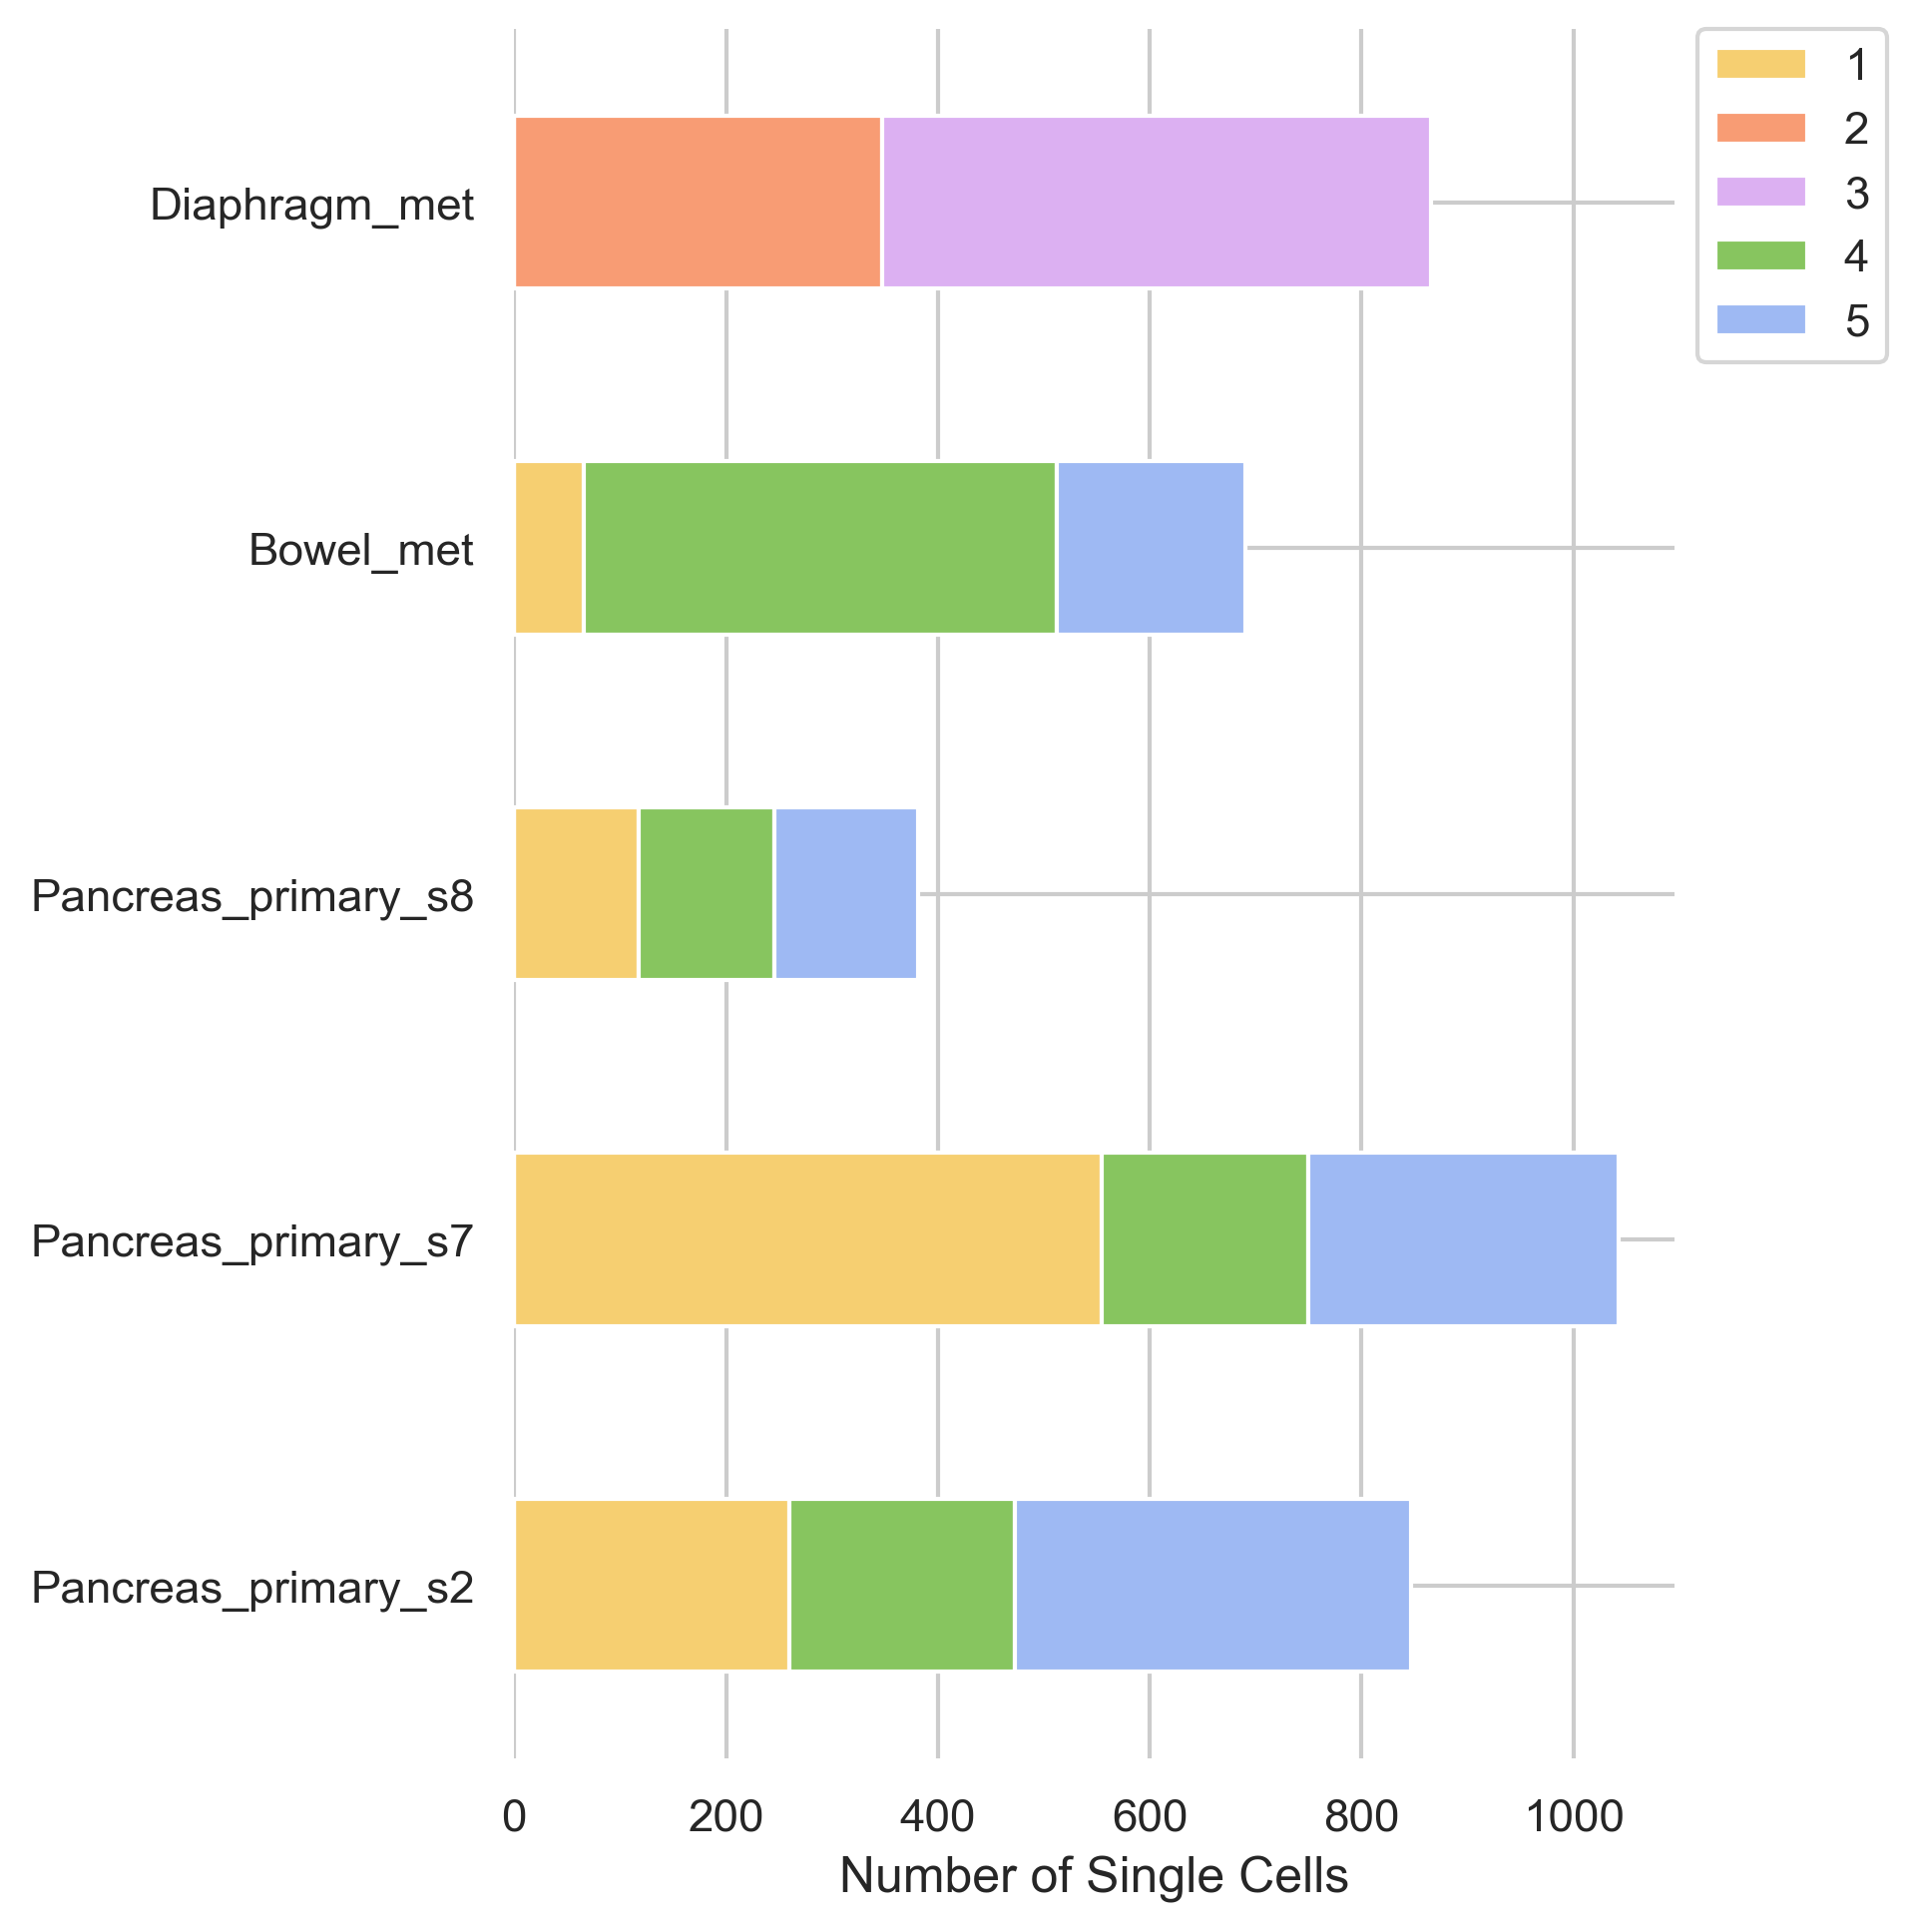 1
2
3
4
5
Diaphragm_met
Bowel_met
Pancreas_primary_s8
Pancreas_primary_s7
Pancreas_primary_s2
0 200 400 600 800 1000
Number of Single Cells